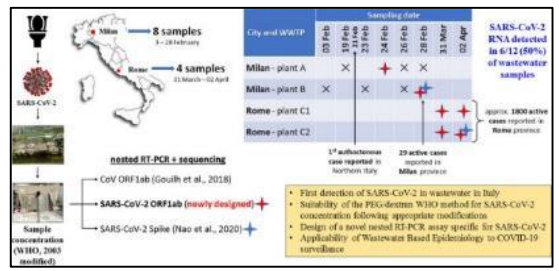 Milan
8 samples
3 – 28 February
Rome
4 samples
31 March – 02 April
SARS-CoV-2
Sample
concentration
(WHO, 2003
modified)
nested RT-PCR + sequencing
CoV ORF1ab (Gouilh et al., 2018)
SARS-CoV-2 ORF1ab (newly designed)
SARS-CoV-2 Spike (Nao et al., 2020)
City and WWTP
Sampling date
03 Feb
19 Feb
21 Feb
23 Feb
26 Feb
28 Feb
31 Mar
02 Apr
Milan - plant A
Milan - plant B
Rome - plant C1
Rome - plant C2
1st authoctonous
case reported in
Northern Italy
29 active cases
reported in
Milan province
SARS-CoV-2
RNA detected
in 6/12 (50%)
of wastewater
samples
approx. 1800 active
cases reported in
Rome province
First detection of SARS-CoV-2 in wastewater in Italy
Suitability of the PEG/dextrin WHO method for SARS-CoV-2
concentration following appropriate modifications
Design of a novel nested RT-PCR assay specific for SARS-CoV-2
Applicability of Wastewater Based Epidemiology to COVID-19
surveillance